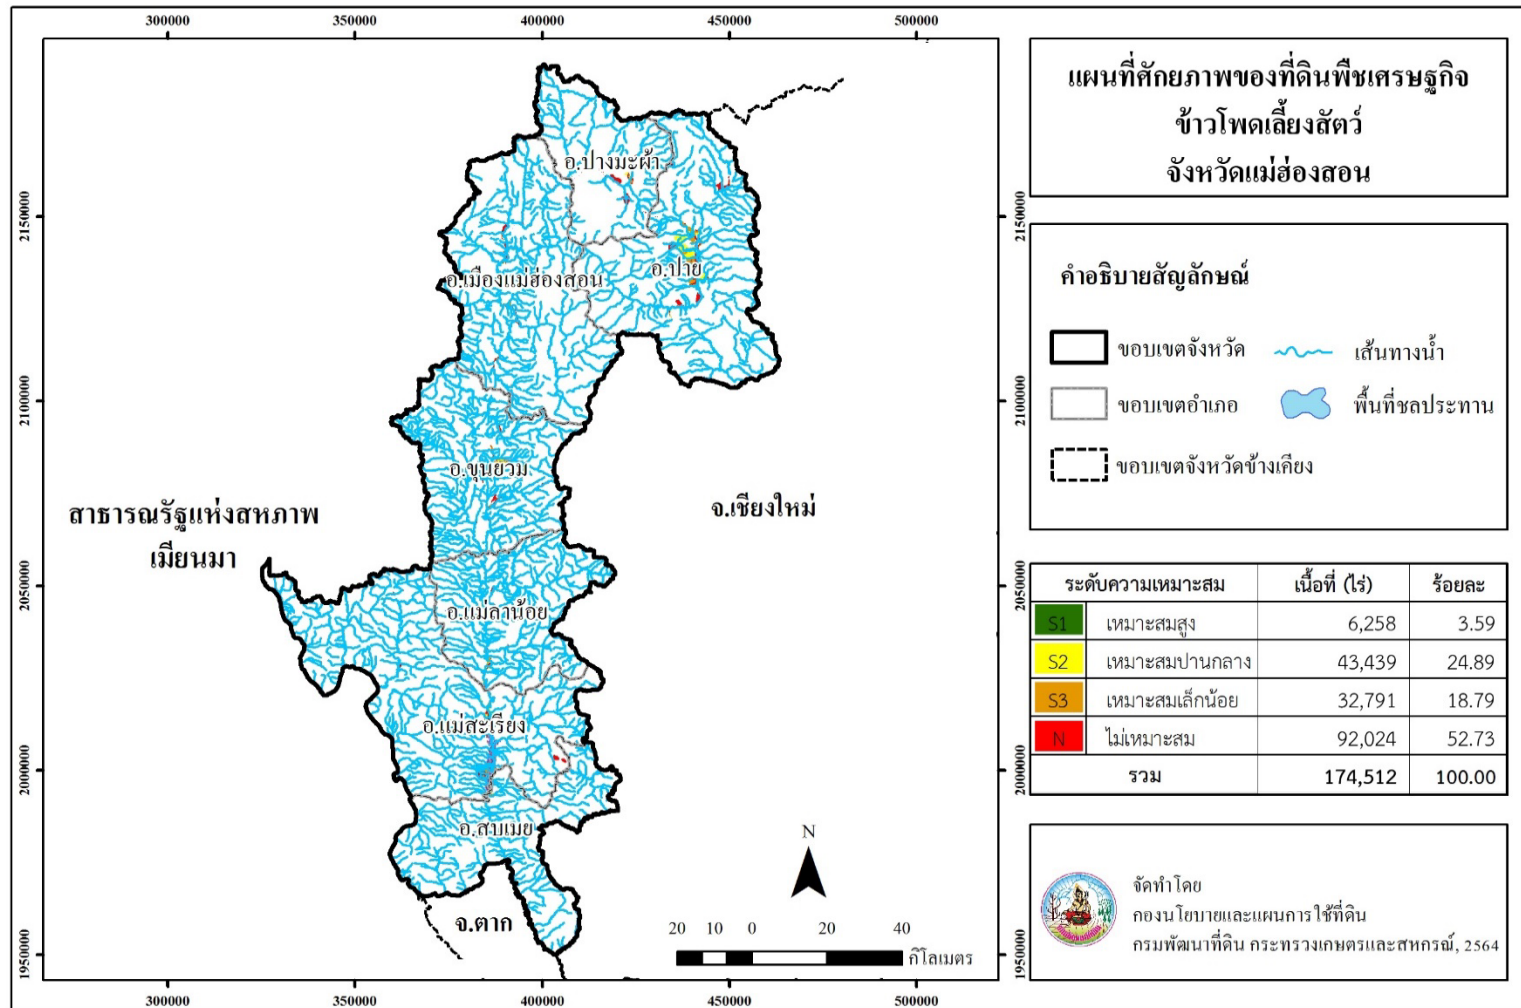 300000 350000 400000 450000 500000
แผนที่ศักยภาพของที่ดินพืชเศรษฐกิจ
ข้าวโพดเลี้ยงสัตว์
จังหวัดแม่ฮ่องสอน
2150000
2100000
2050000
2000000
1950000
อ.ปางมะผ้า
อ.เมืองแม่ฮ่องสอน
อ.ปาย
อ.ขุนยวม
สาธารณรัฐแห่งสหภาพ
เมียนมา
จ.เชียงใหม่
อ.แม่ลาน้อย
อ.แม่สะเรียง
อ.สบเมย
จ.ตาก
N
20 10 0 20 40
กิโลเมตร
2150000
2100000
2050000
2000000
1950000
300000 350000 400000 450000 500000
คำอธิบายสัญลักษณ์
ขอบเขตจังหวัด เส้นทางน้ำ
ขอบเขตอำเภอ พื้นที่ชลประทาน
ขอบเขตจังหวัดข้างเคียง
ระดับความเหมาะสม เนื้อที่ (ไร่) ร้อยละ
S1 เหมาะสมสูง 6,258 3.59
S2 เหมาะสมปานกลาง 43,439 24.89
S3 เหมาะสมเล็กน้อย 32,791 18.79
N ไม่เหมาะสม 92,024 52.73
รวม 174,512 100.00
จัดทำโดย
กองนโยบายและแผนการใช้ที่ดิน
กรมพัฒนาที่ดิน กระทรวงเกษตรและสหกรณ์, 2564